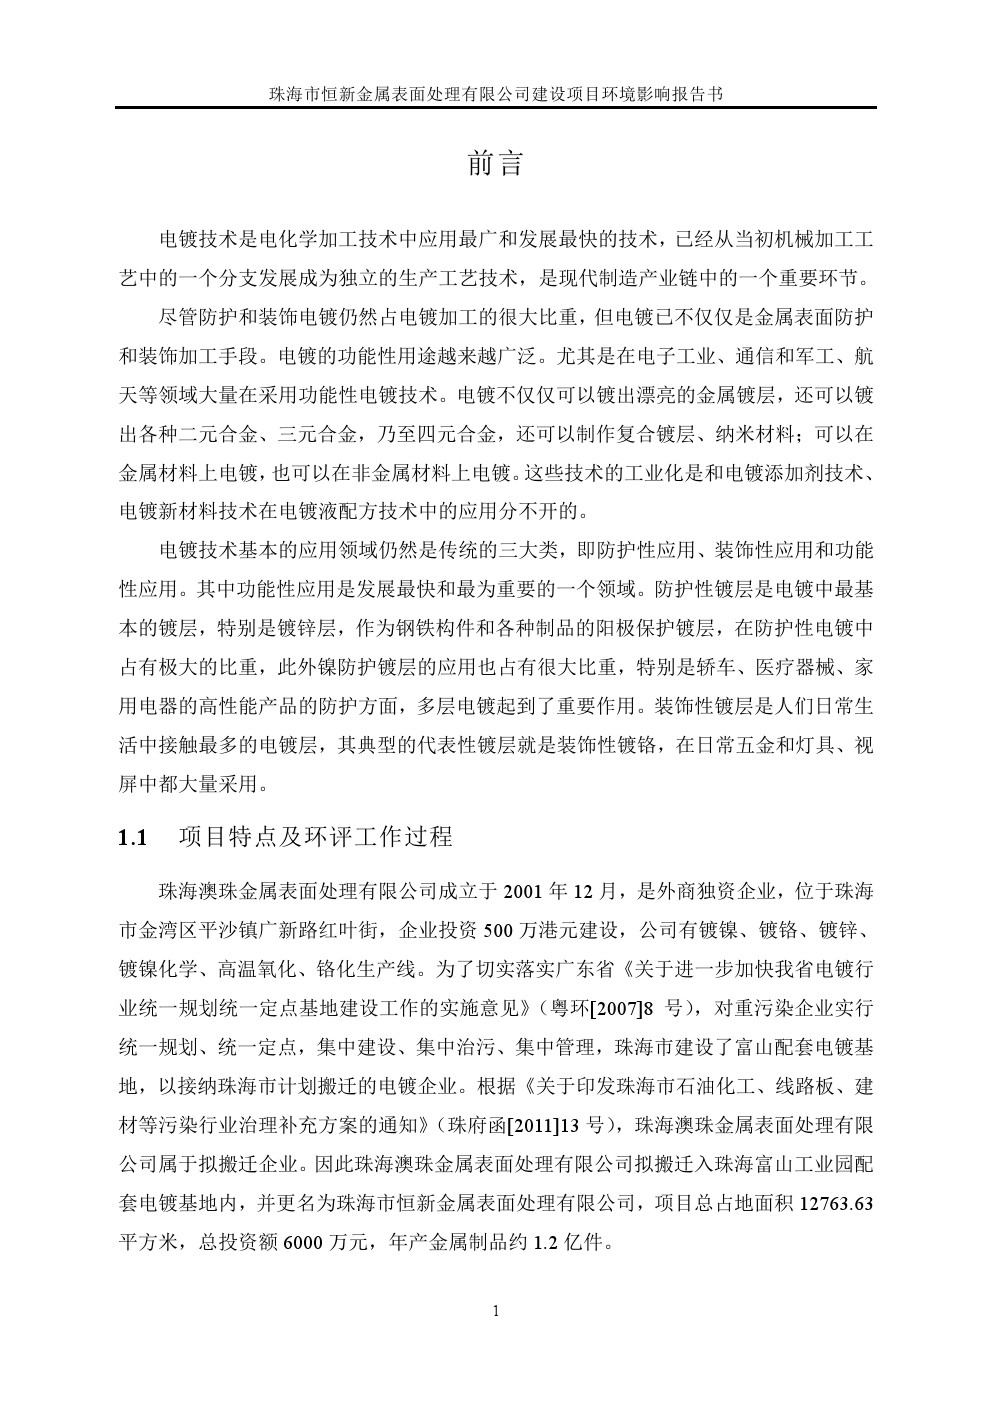 珠海市恒新金属表面处理有限公司建设项目环境影响报告书
前言
电镀技术是电化学加工技术中应用最广和发展最快的技术，已经从当初机械加工工
艺中的一个分支发展成为独立的生产工艺技术，是现代制造产业链中的一个重要环节。
尽管防护和装饰电镀仍然占电镀加工的很大比重，但电镀已不仅仅是金属表面防护
和装饰加工手段。电镀的功能性用途越来越广泛。尤其是在电子工业、通信和军工、航
天等领域大量在采用功能性电镀技术。电镀不仅仅可以镀出漂亮的金属镀层，还可以镀
出各种二元合金、三元合金，乃至四元合金，还可以制作复合镀层、纳米材料；可以在
金属材料上电镀，也可以在非金属材料上电镀。这些技术的工业化是和电镀添加剂技术、
电镀新材料技术在电镀液配方技术中的应用分不开的。
电镀技术基本的应用领域仍然是传统的三大类，即防护性应用、装饰性应用和功能
性应用。其中功能性应用是发展最快和最为重要的一个领域。防护性镀层是电镀中最基
本的镀层，特别是镀锌层，作为钢铁构件和各种制品的阳极保护镀层，在防护性电镀中
占有极大的比重，此外镍防护镀层的应用也占有很大比重，特别是轿车、医疗器械、家
用电器的高性能产品的防护方面，多层电镀起到了重要作用。装饰性镀层是人们日常生
活中接触最多的电镀层，其典型的代表性镀层就是装饰性镀铬，在日常五金和灯具、视
屏中都大量采用。
1.1 项目特点及环评工作过程
珠海澳珠金属表面处理有限公司成立于 2001 年 12 月，是外商独资企业，位于珠海
市金湾区平沙镇广新路红叶街，企业投资 500 万港元建设，公司有镀镍、镀铬、镀锌、
镀镍化学、高温氧化、铬化生产线。为了切实落实广东省《关于进一步加快我省电镀行
业统一规划统一定点基地建设工作的实施意见》（粤环[2007]8 号），对重污染企业实行
统一规划、统一定点，集中建设、集中治污、集中管理，珠海市建设了富山配套电镀基
地，以接纳珠海市计划搬迁的电镀企业。根据《关于印发珠海市石油化工、线路板、建
材等污染行业治理补充方案的通知》（珠府函[2011]13 号），珠海澳珠金属表面处理有限
公司属于拟搬迁企业。因此珠海澳珠金属表面处理有限公司拟搬迁入珠海富山工业园配
套电镀基地内，并更名为珠海市恒新金属表面处理有限公司，项目总占地面积 12763.63
平方米，总投资额 6000 万元，年产金属制品约 1.2 亿件。
1